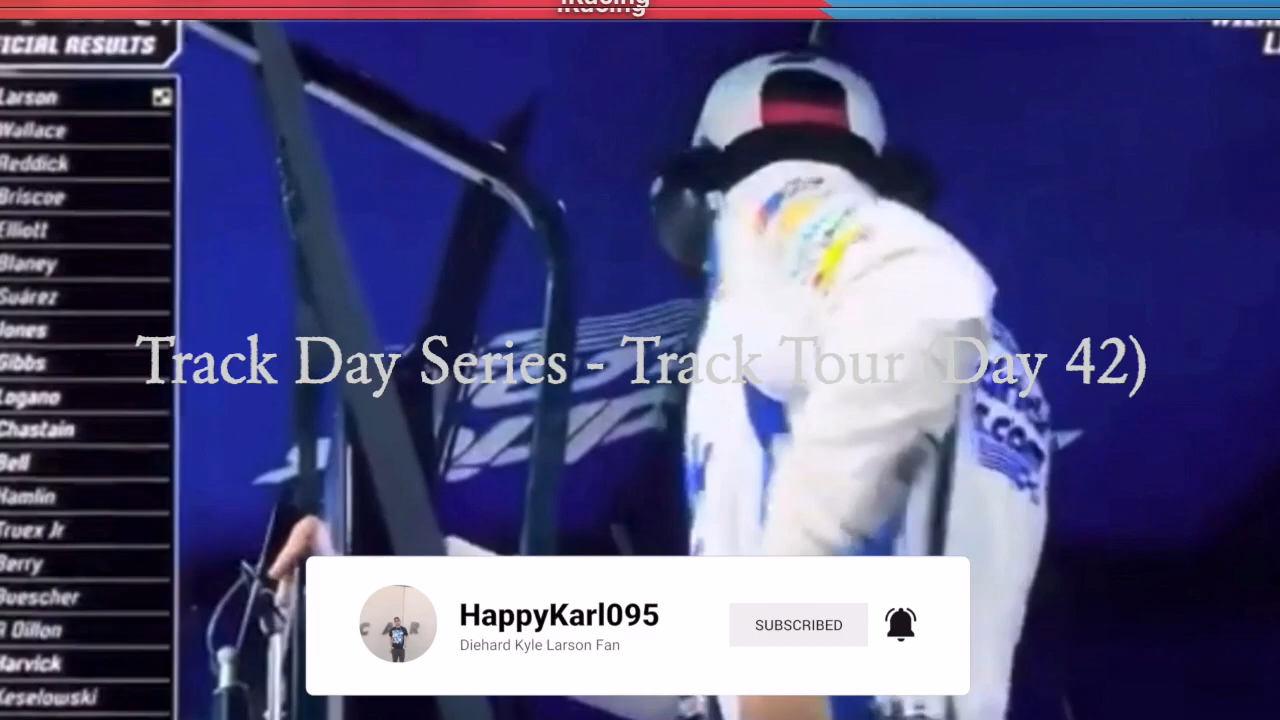 iRacing
ICIAL RESULTS
Larson
Wallace
Reddick
Briscoe
Elliott
Blaney
Suárez
Jones
Gibbs
Logano
Chastain
Bell
Hamlin
Truex Jr
Berry
Buescher
A Dillon
Harvick
Keselowski
Track Day Series - Track Tour (Day 42)
HappyKarl095
Diehard Kyle Larson Fan
SUBSCRIBED